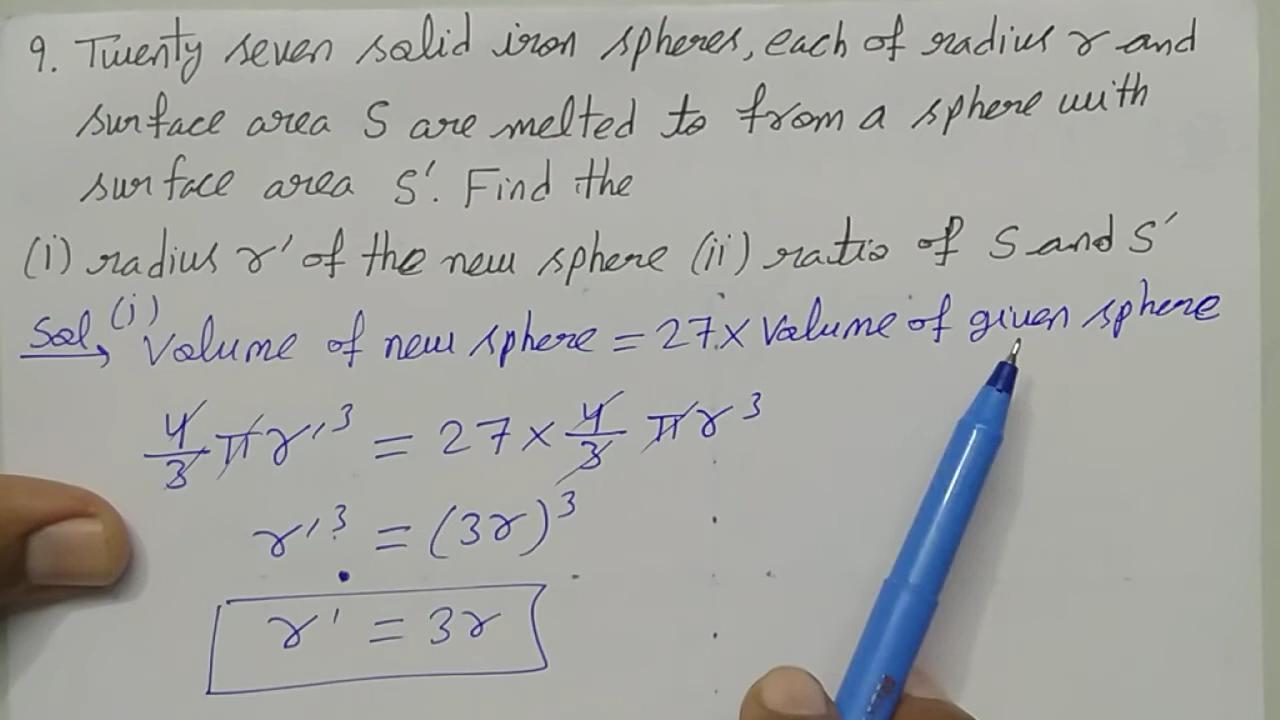 9. Twenty seven solid iron spheres, each of radius r and
surface area S are melted to from a sphere with
surface area S'. Find the
(i) radius r' of the new sphere (ii) ratio of S and S'
Sol, (i) Volume of new sphere = 27 × Volume of given sphere
4/3 π r'³ = 27 × 4/3 π r³
r'³ = (3r)³
r' = 3r